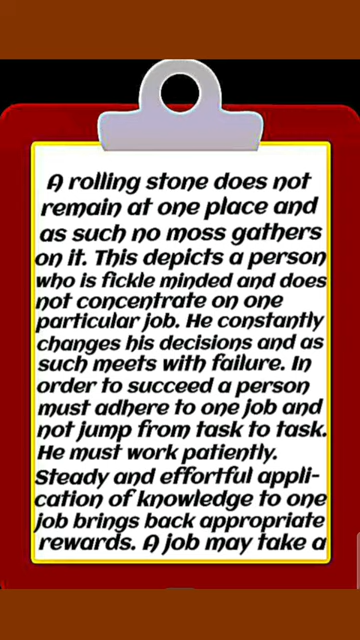 A rolling stone does not
remain at one place and
as such no moss gathers
on it. This depicts a person
who is fickle minded and does
not concentrate on one
particular job. He constantly
changes his decisions and as
such meets with failure. In
order to succeed a person
must adhere to one job and
not jump from task to task.
He must work patiently.
Steady and effortful appli-
cation of knowledge to one
job brings back appropriate
rewards. A job may take a